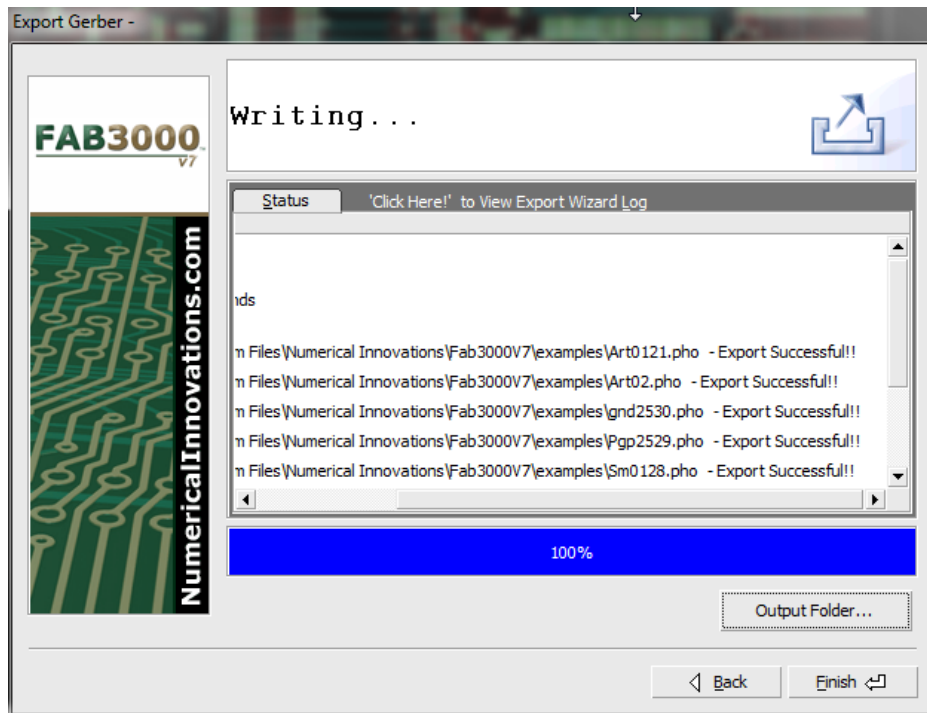 Export Gerber -
FAB3000
V7
NumericalInnovations.com
Writing...
Status
'Click Here!' to View Export Wizard Log
nds
m Files\Numerical Innovations\Fab3000V7\examples\Art0121.pho - Export Successful!!
m Files\Numerical Innovations\Fab3000V7\examples\Art02.pho - Export Successful!!
m Files\Numerical Innovations\Fab3000V7\examples\gnd2530.pho - Export Successful!!
m Files\Numerical Innovations\Fab3000V7\examples\Pgp2529.pho - Export Successful!!
m Files\Numerical Innovations\Fab3000V7\examples\Sm0128.pho - Export Successful!!
100%
Output Folder...
Back
Finish